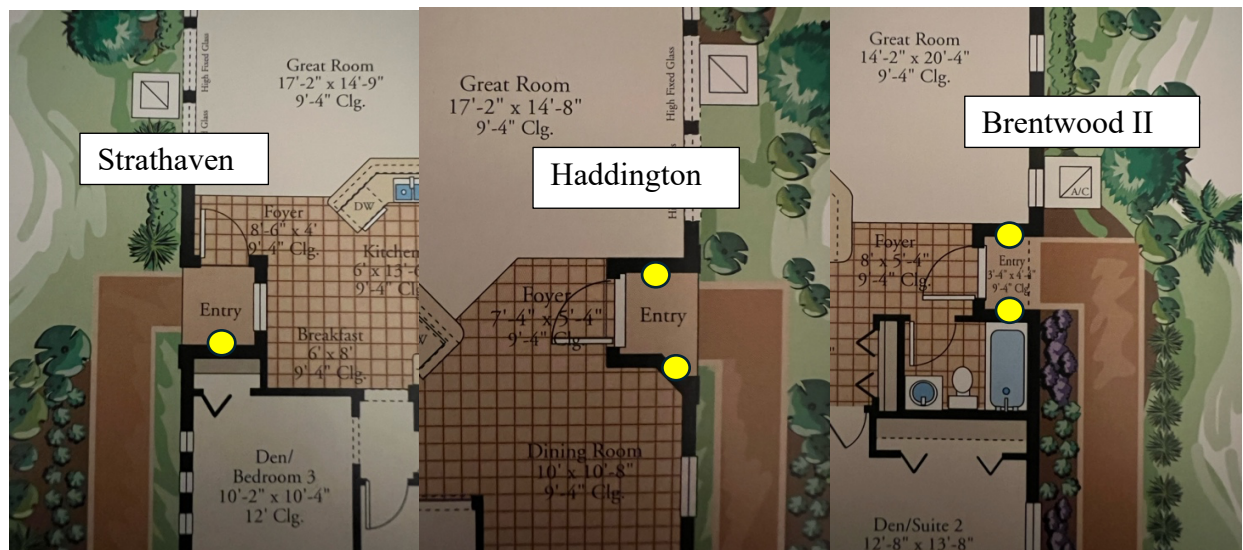 High Fixed Glass
Great Room
17'-2" x 14'-9"
9'-4" Clg.
Glass
Strathaven
DW
Foyer
8'-6" x 4'
9'-4" Clg.
Kitchen
9'-4" Clg.
Entry
Breakfast
6' x 8'
9'-4" Clg.
Den/
Bedroom 3
10'-2" x 10'-4"
12' Clg.
Great Room
17'-2" x 14'-8"
9'-4" Clg.
High Fixed Glass
Haddington
Foyer
7'-4" x 5'-4"
9'-4" Clg.
Entry
Dining Room
10' x 10'-8"
9'-4" Clg.
Great Room
14'-2" x 20'-4"
9'-4" Clg.
Brentwood II
A/C
Foyer
8' x 5'-4"
9'-4" Clg.
Entry
3'-4" x 4'-4"
9'-4" Clg.
Den/Suite 2
12'-8" x 13'-8"